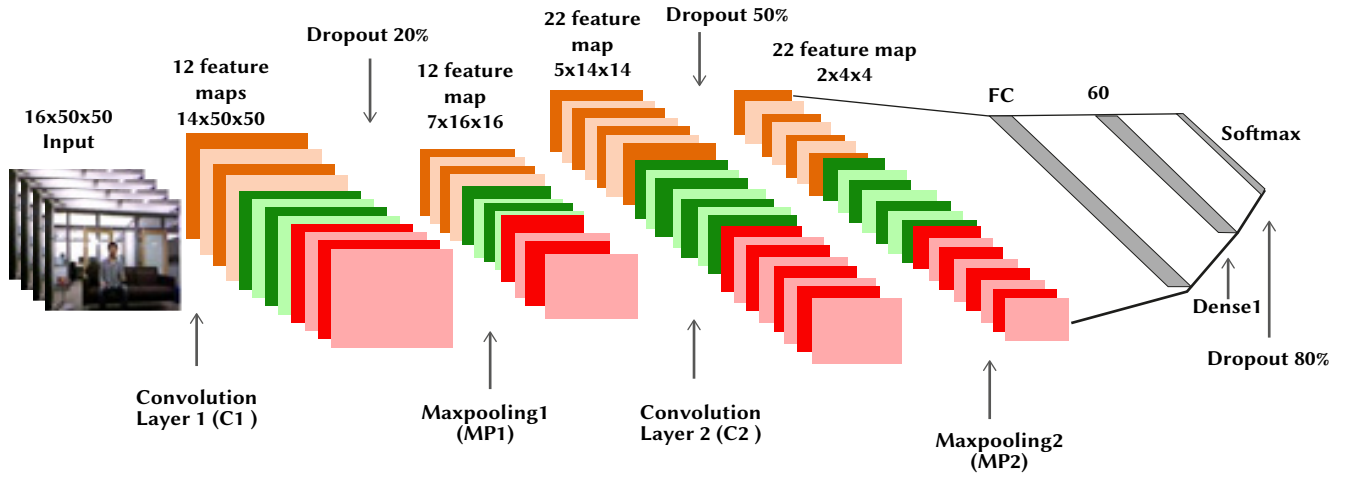 16x50x50
Input
12 feature
maps
14x50x50
Dropout 20%
12 feature
map
7x16x16
22 feature
map
5x14x14
Dropout 50%
22 feature map
2x4x4
FC
60
Softmax
Convolution
Layer 1 (C1 )
Maxpooling1
(MP1)
Convolution
Layer 2 (C2 )
Maxpooling2
(MP2)
Dense1
Dropout 80%